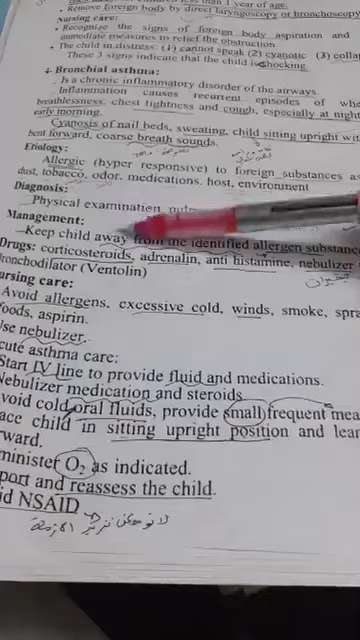 Remove foreign body by direct laryngoscopy or bronchoscopy
Nursing care:
Recognize the signs of foreign body aspiration and
immediate measures to relief the obstruction.
The child in distress: (1) cannot speak (2) cyanotic (3) collap
These 3 signs indicate that the child is chocking.
4- Bronchial asthma:
Is a chronic inflammatory disorder of the airways.
Inflammation causes recurrent episodes of whe
breathlessness, chest tightness and cough, especially at night
early morning.
Cyanosis of nail beds, sweating, child sitting upright wit
bent forward, coarse breath sounds.
Etiology:
Allergic (hyper responsive) to foreign substances as
dust, tobacco, odor, medications, host, environment
Diagnosis:
Physical examination
Management:
Keep child away from the identified allergen substance
Drugs: corticosteroids, adrenalin, anti histamine, nebulizer
bronchodilator (Ventolin)
ursing care:
Avoid allergens, excessive cold, winds, smoke, spra
foods, aspirin.
Use nebulizer.
cute asthma care:
Start IV line to provide fluid and medications.
Nebulizer medication and steroids
void cold oral fluids, provide small frequent mea
ace child in sitting upright position and lean
ward.
minister O₂ as indicated.
port and reassess the child.
id NSAID